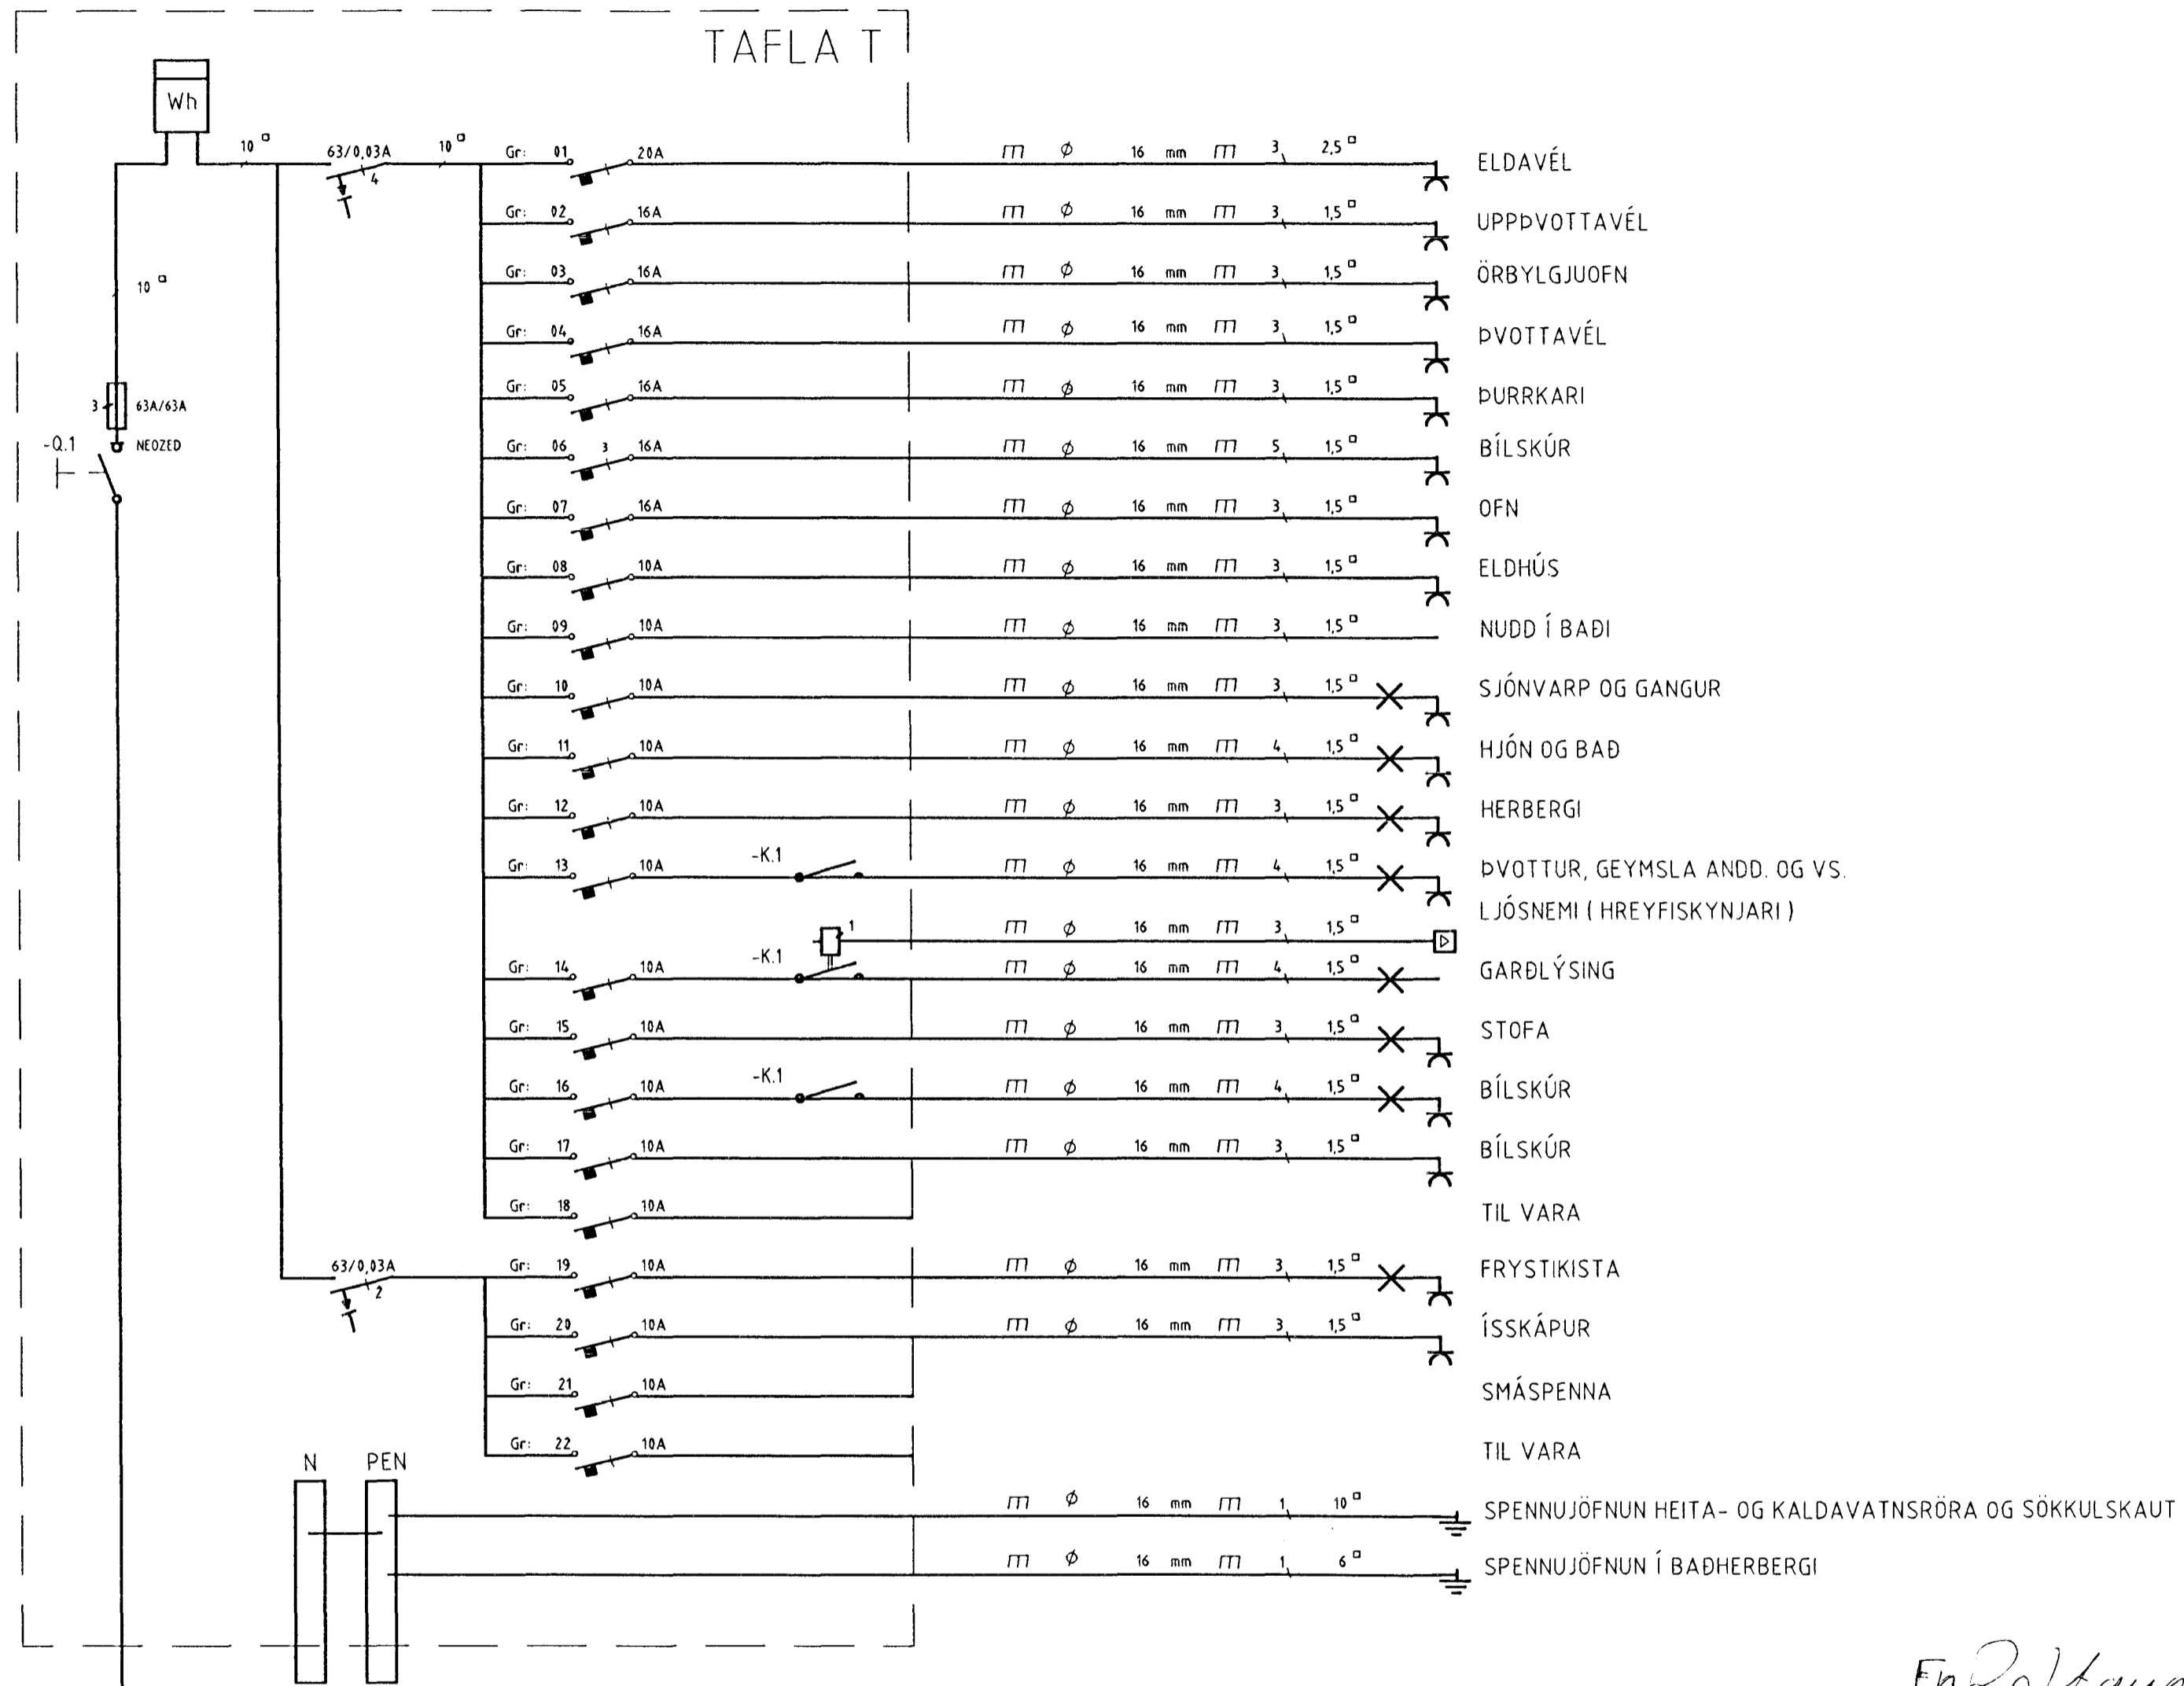 TAFLA T
Wh
10 □ 63/0,03A 10 □
4
10 □
3 63A/63A
-Q.1 NEOZED
Gr: 01 20A m ø 16 mm m 3 2,5 □ ELDAVÉL
Gr: 02 16A m ø 16 mm m 3 1,5 □ UPPÞVOTTAVÉL
Gr: 03 16A m ø 16 mm m 3 1,5 □ ÖRBYLGJUOFN
Gr: 04 16A m ø 16 mm m 3 1,5 □ ÞVOTTAVÉL
Gr: 05 16A m ø 16 mm m 3 1,5 □ ÞURRKARI
Gr: 06 3 16A m ø 16 mm m 5 1,5 □ BÍLSKÚR
Gr: 07 16A m ø 16 mm m 3 1,5 □ OFN
Gr: 08 10A m ø 16 mm m 3 1,5 □ ELDHÚS
Gr: 09 10A m ø 16 mm m 3 1,5 □ NUDD Í BAÐI
Gr: 10 10A m ø 16 mm m 3 1,5 □ SJÓNVARP OG GANGUR
Gr: 11 10A m ø 16 mm m 4 1,5 □ HJÓN OG BAÐ
Gr: 12 10A m ø 16 mm m 3 1,5 □ HERBERGI
Gr: 13 10A -K.1 m ø 16 mm m 4 1,5 □ ÞVOTTUR, GEYMSLA ANDD. OG VS.
1 m ø 16 mm m 3 1,5 □ LJÓSNEMI ( HREYFISKYNJARI )
Gr: 14 10A -K.1 m ø 16 mm m 4 1,5 □ GARÐLÝSING
Gr: 15 10A m ø 16 mm m 3 1,5 □ STOFA
Gr: 16 10A -K.1 m ø 16 mm m 4 1,5 □ BÍLSKÚR
Gr: 17 10A m ø 16 mm m 3 1,5 □ BÍLSKÚR
Gr: 18 10A TIL VARA
63/0,03A Gr: 19 10A m ø 16 mm m 3 1,5 □ FRYSTIKISTA
2
Gr: 20 10A m ø 16 mm m 3 1,5 □ ÍSSKÁPUR
Gr: 21 10A SMÁSPENNA
Gr: 22 10A TIL VARA
N PEN
m ø 16 mm m 1 10 □ SPENNUJÖFNUN HEITA- OG KALDAVATNSRÖRA OG SÖKKULSKAUT
m ø 16 mm m 1 6 □ SPENNUJÖFNUN Í BAÐHERBERGI